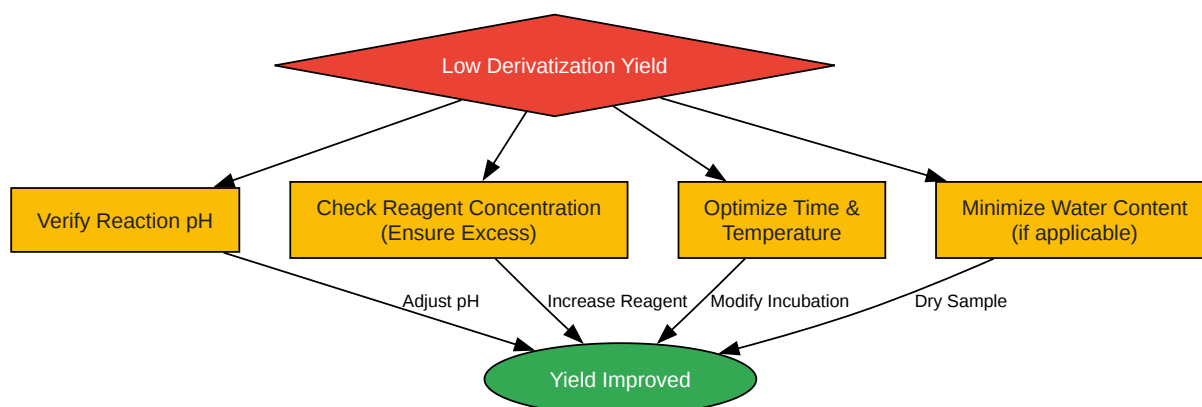 Low Derivatization Yield
Verify Reaction pH
Check Reagent Concentration
(Ensure Excess)
Optimize Time &
Temperature
Minimize Water Content
(if applicable)
Adjust pH
Increase Reagent
Modify Incubation
Dry Sample
Yield Improved